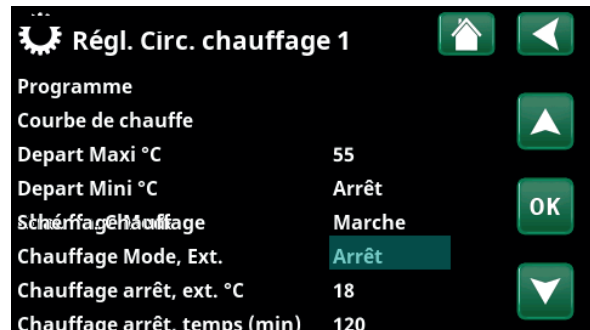 Régl. Circ. chauffage 1
Programme
Courbe de chauffe
Depart Maxi °C 55
Depart Mini °C Arrêt
Marche
Chauffage Mode, Ext. Arrêt
Chauffage arrêt, ext. °C 18
Chauffage arrêt, temps (min) 120
OK